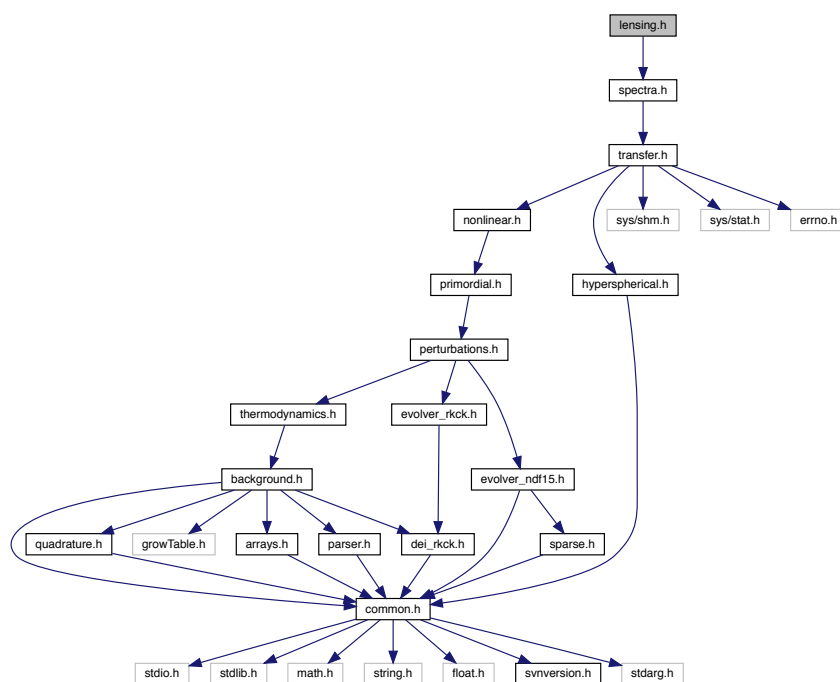 lensing.h
spectra.h
transfer.h
nonlinear.h
sys/shm.h
sys/stat.h
errno.h
primordial.h
hyperspherical.h
perturbations.h
thermodynamics.h
evolver_rkck.h
background.h
evolver_ndf15.h
quadrature.h
growTable.h
arrays.h
parser.h
dei_rkck.h
sparse.h
common.h
stdio.h
stdlib.h
math.h
string.h
float.h
svnversion.h
stdarg.h